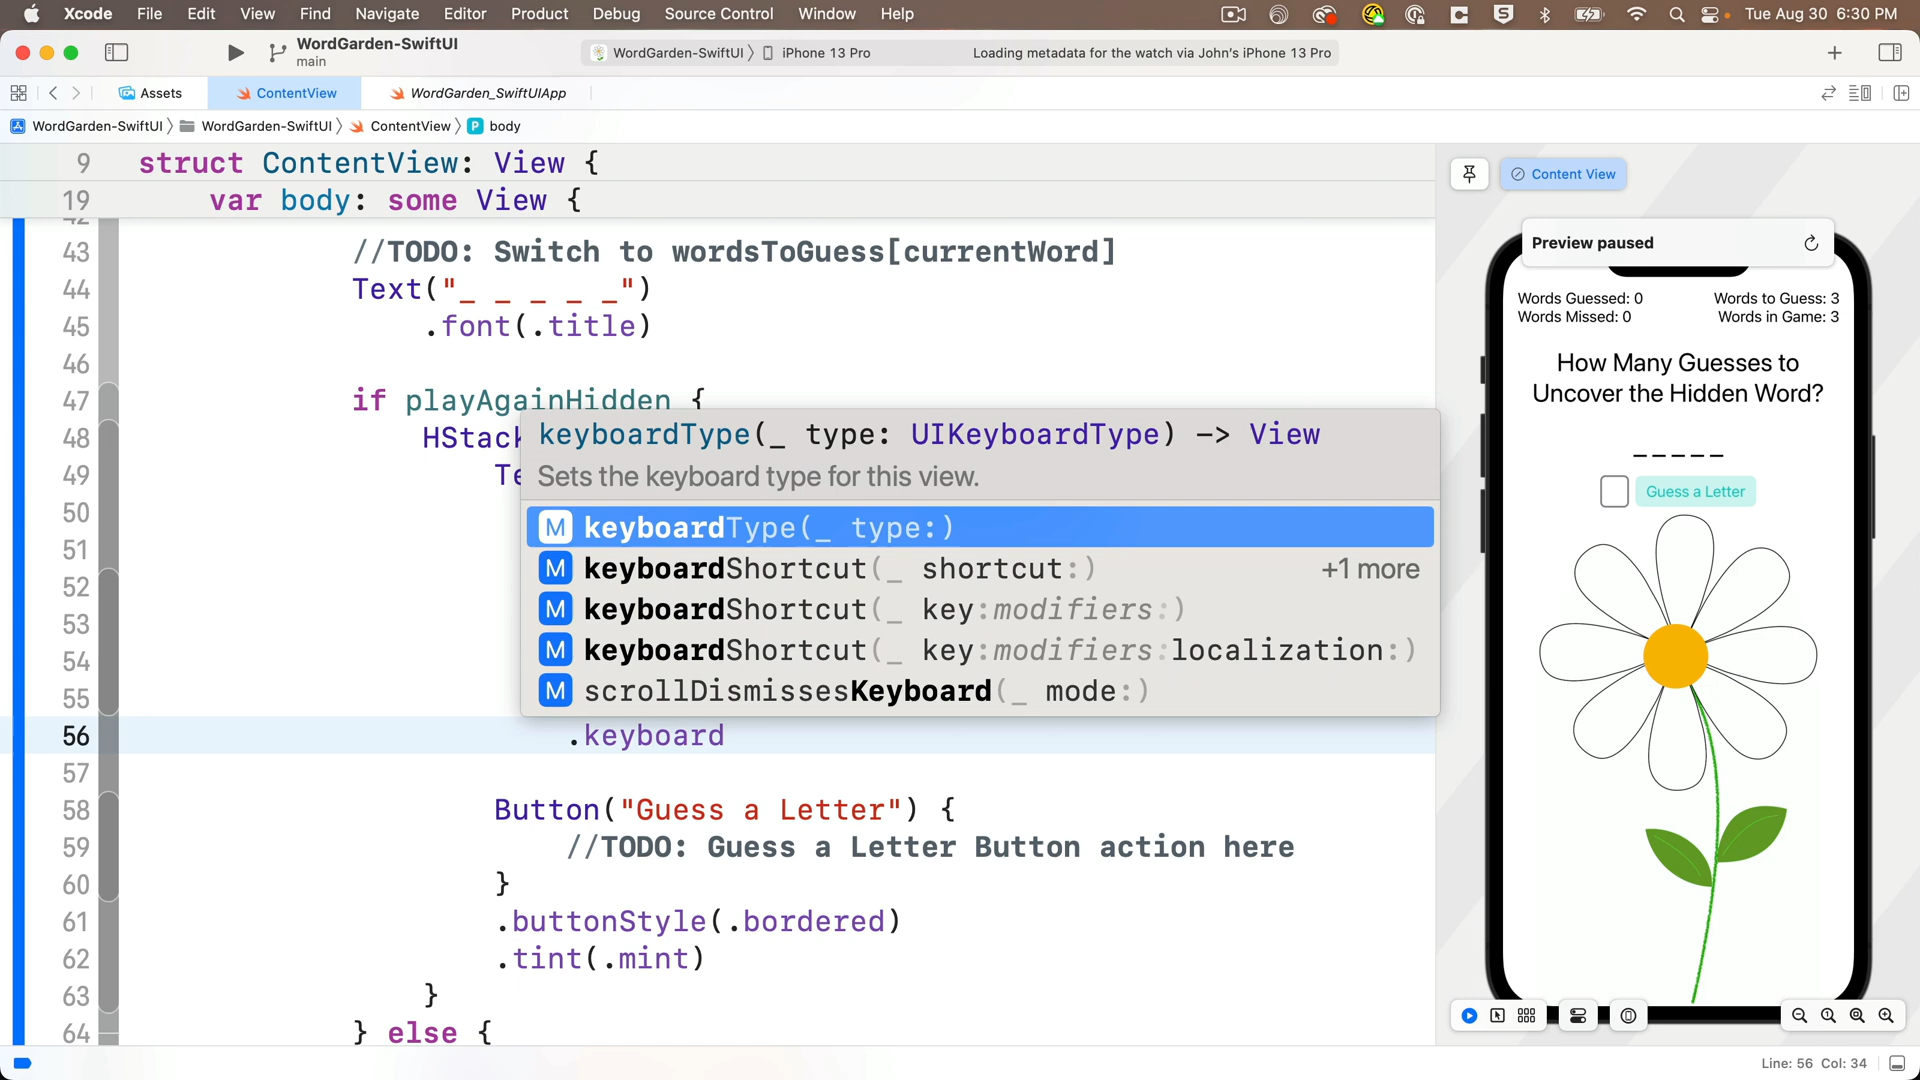 Xcode File Edit View Find Navigate Editor Product Debug Source Control Window Help Tue Aug 30 6:30 PM
WordGarden-SwiftUI
main
WordGarden-SwiftUI iPhone 13 Pro Loading metadata for the watch via John's iPhone 13 Pro
Assets ContentView WordGarden_SwiftUIApp
WordGarden-SwiftUI WordGarden-SwiftUI ContentView P body
9 struct ContentView: View {
19 var body: some View {
42
43 //TODO: Switch to wordsToGuess[currentWord]
44 Text("_ _ _ _ _")
45 .font(.title)
46
47 if playAgainHidden {
48 HStack
49 Te
50
51
52
53
54
55
56 .keyboard
57
58 Button("Guess a Letter") {
59 //TODO: Guess a Letter Button action here
60 }
61 .buttonStyle(.bordered)
62 .tint(.mint)
63 }
64 } else {
keyboardType(_ type: UIKeyboardType) -> View
Sets the keyboard type for this view.
M keyboardType(_ type:)
M keyboardShortcut(_ shortcut:) +1 more
M keyboardShortcut(_ key:modifiers:)
M keyboardShortcut(_ key:modifiers:localization:)
M scrollDismissesKeyboard(_ mode:)
Content View
Preview paused
Words Guessed: 0 Words to Guess: 3
Words Missed: 0 Words in Game: 3
How Many Guesses to
Uncover the Hidden Word?
_ _ _ _ _
Guess a Letter
Line: 56 Col: 34